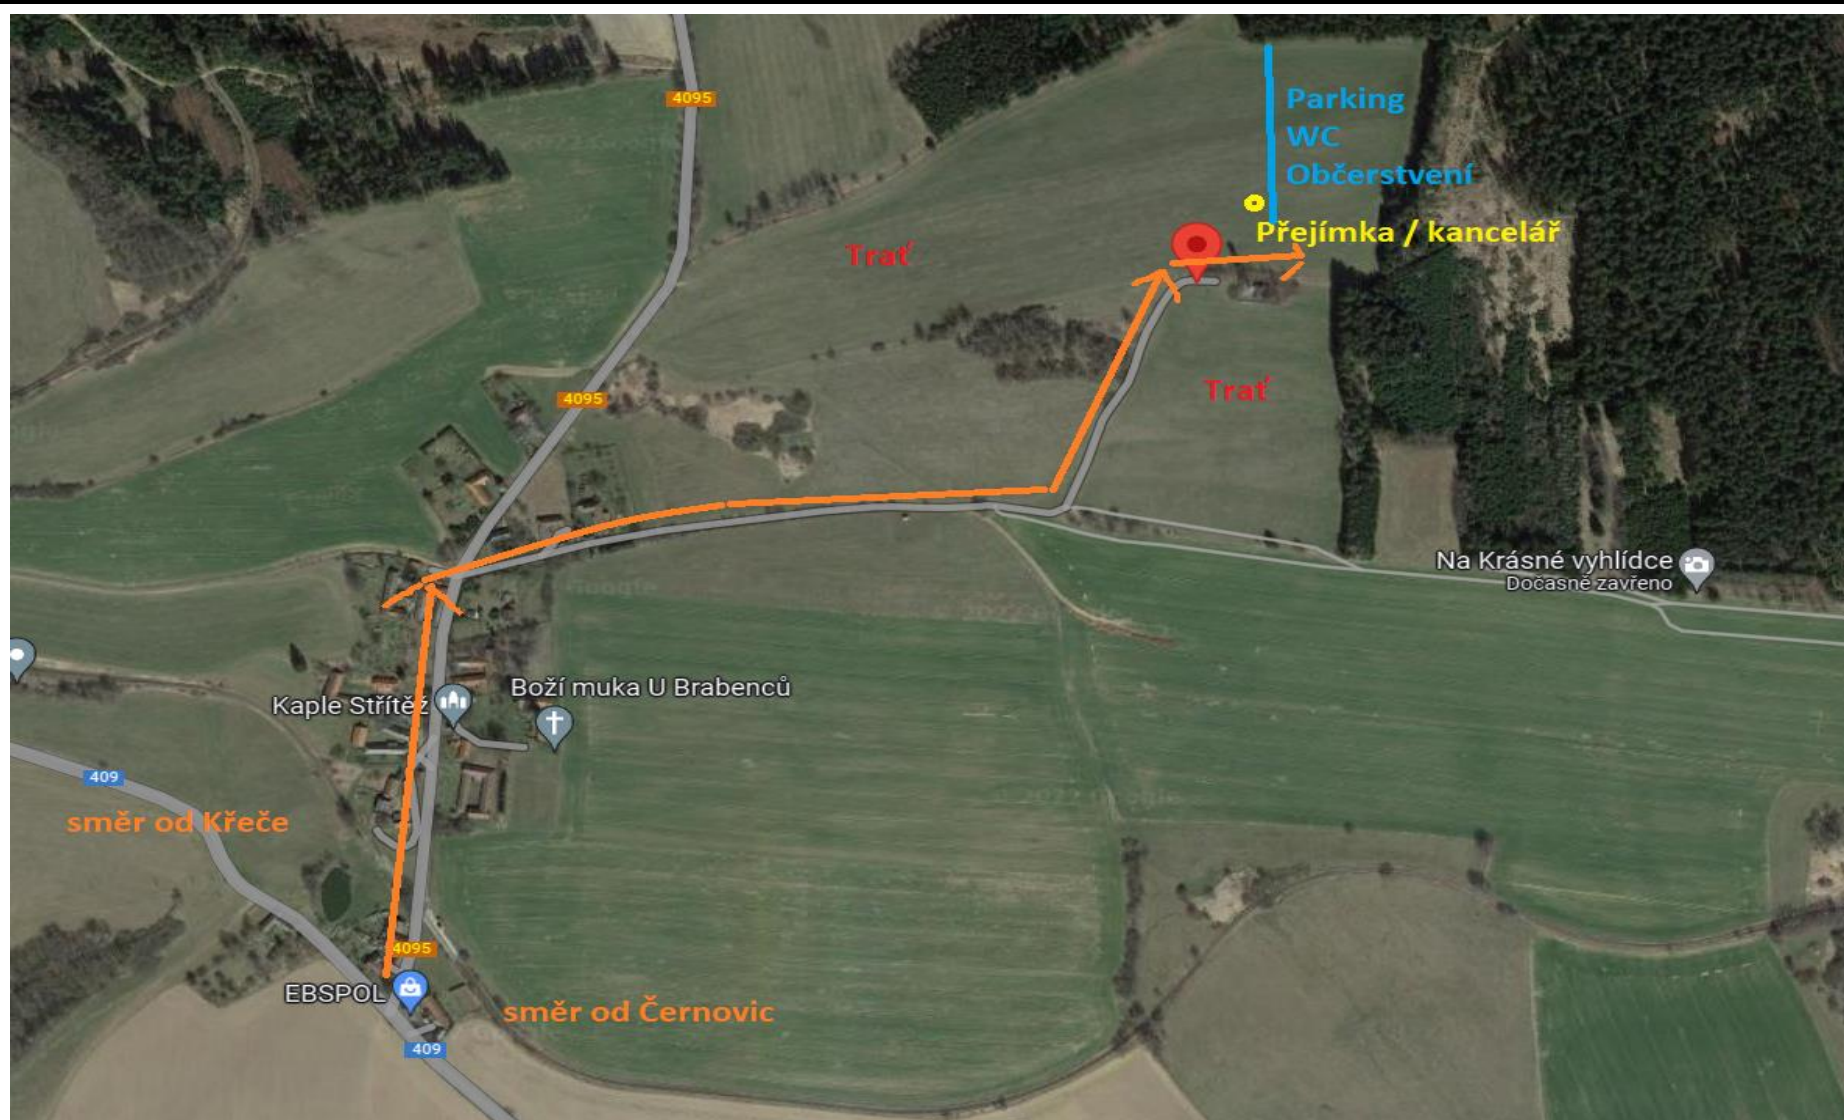 4095
Parking
WC
Občerstvení
Přejímka / kancelář
Trať
Trať
4095
Na Krásné vyhlídce
Dočasně zavřeno
Boží muka U Brabenců
Kaple Střítěž
409
směr od Křeče
4095
EBSPOL
směr od Černovic
409